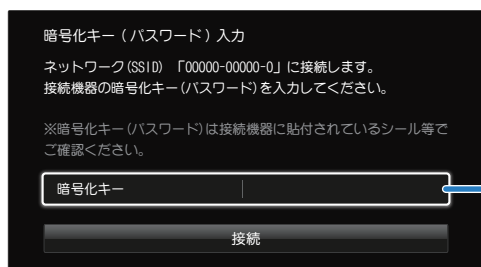 暗号化キー(パスワード)入力
ネットワーク(SSID) 「00000-00000-0」に接続します。
接続機器の暗号化キー(パスワード)を入力してください。
※暗号化キー(パスワード)は接続機器に貼付されているシール等で
ご確認ください。
暗号化キー
接続